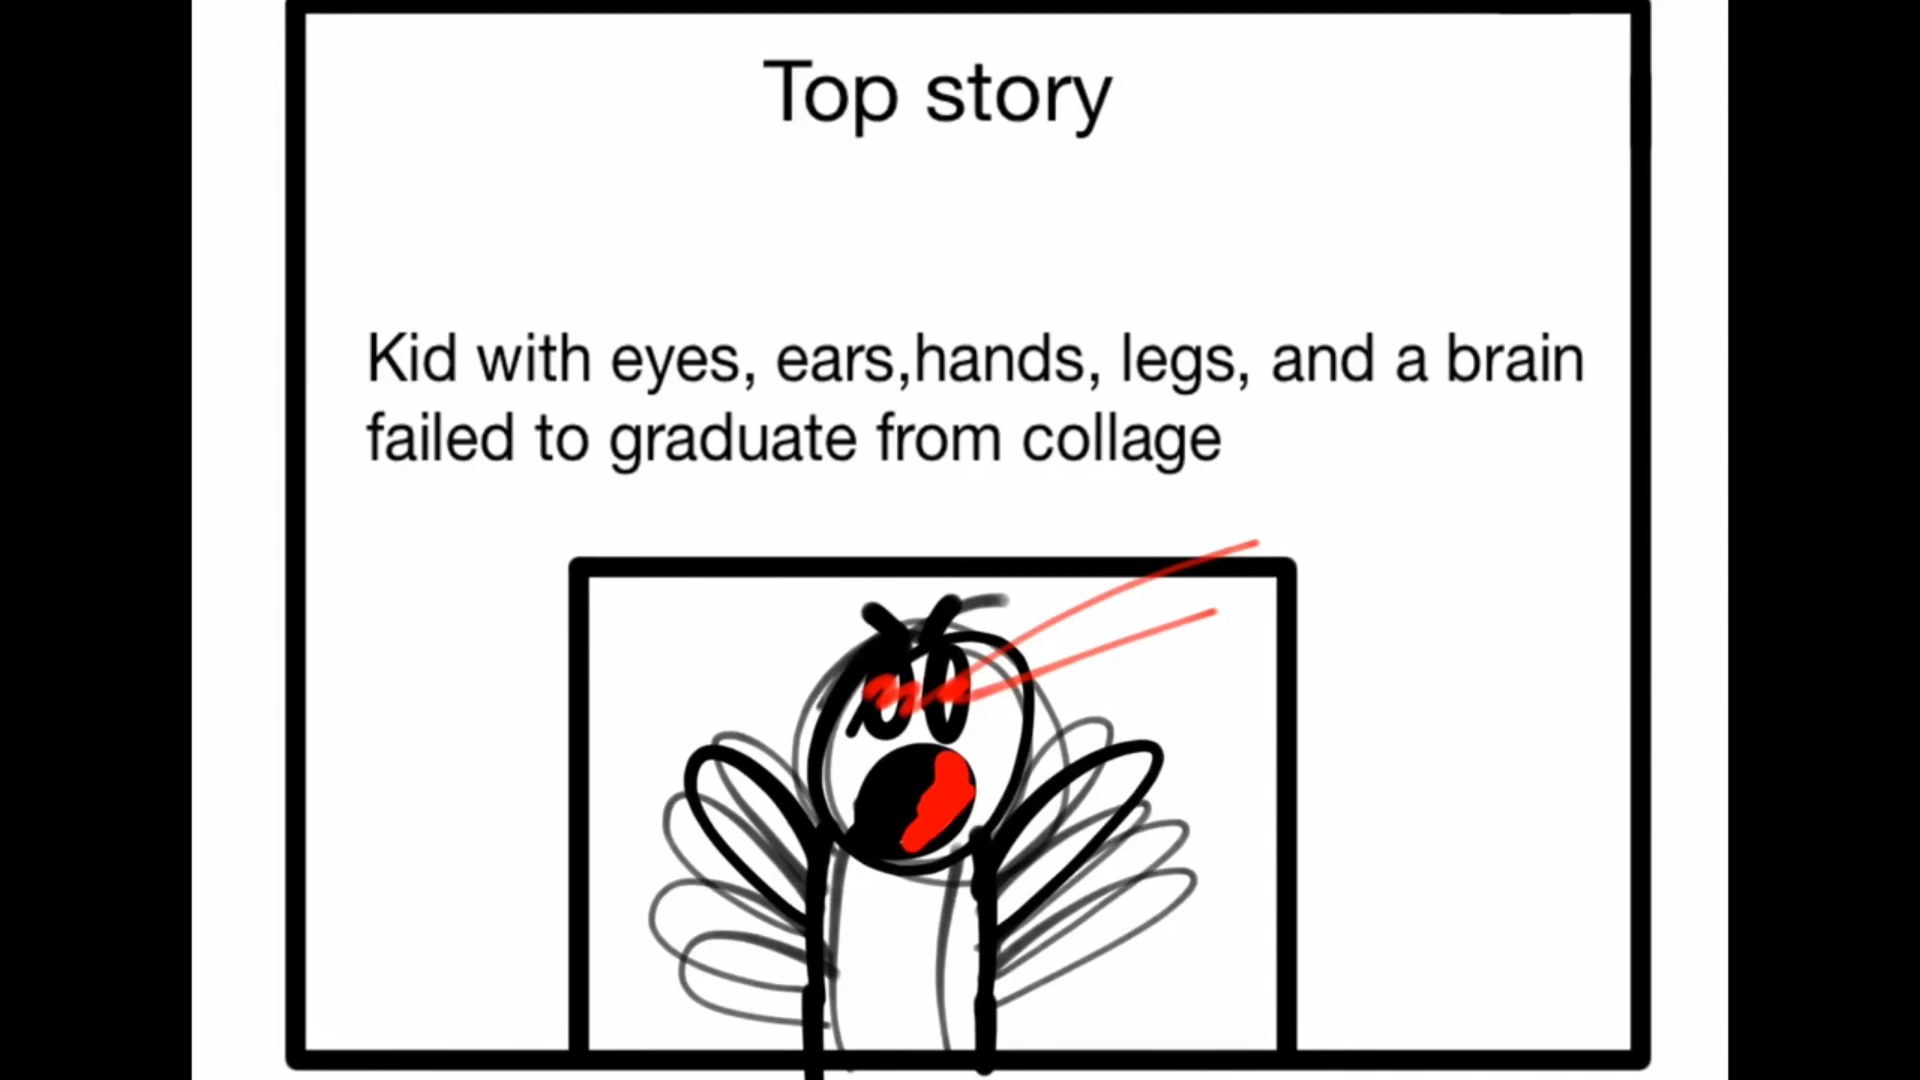 Top story
Kid with eyes, ears,hands, legs, and a brain
failed to graduate from collage